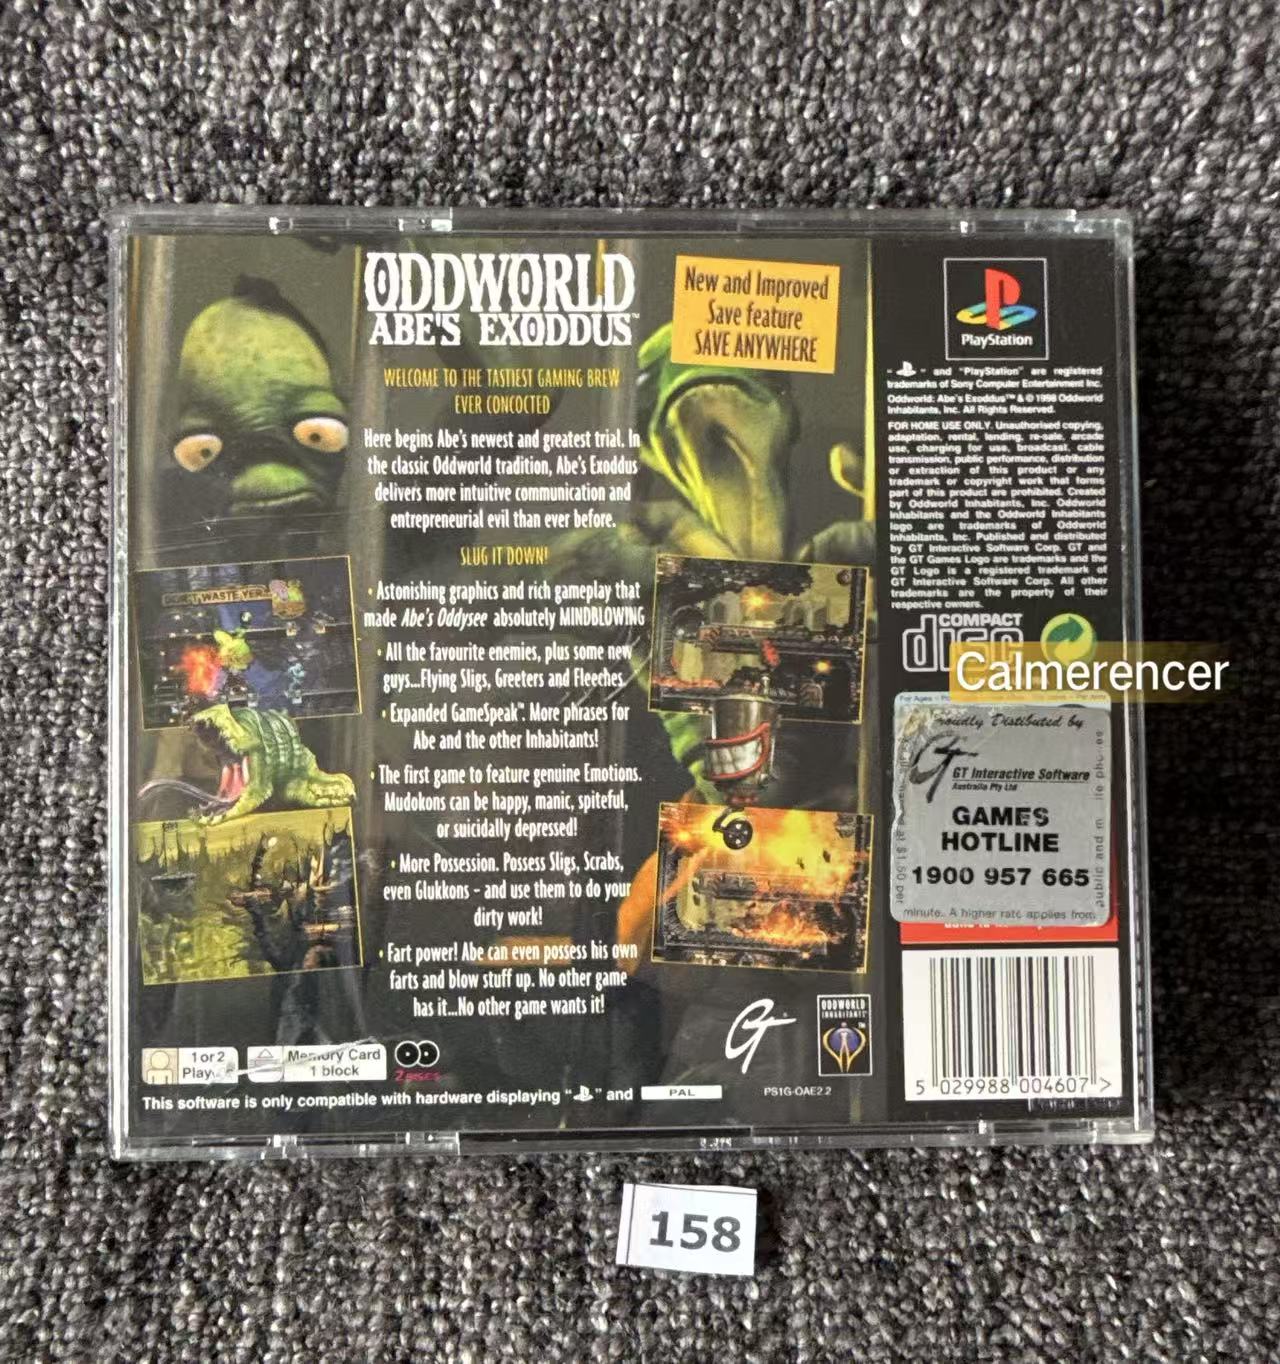 ODDWORLD
ABE'S EXODDUS™
WELCOME TO THE TASTIEST GAMING BREW
EVER CONCOCTED
Here begins Abe's newest and greatest trial. In
the classic Oddworld tradition, Abe's Exoddus
delivers more intuitive communication and
entrepreneurial evil than ever before.
SLUG IT DOWN!
• Astonishing graphics and rich gameplay that
made Abe's Oddysee absolutely MINDBLOWING
• All the favourite enemies, plus some new
guys...Flying Sligs, Greeters and Fleeches
• Expanded GameSpeak™. More phrases for
Abe and the other Inhabitants!
• The first game to feature genuine Emotions.
Mudokons can be happy, manic, spiteful,
or suicidally depressed!
• More Possession. Possess Sligs, Scrabs,
even Glukkons – and use them to do your
dirty work!
• Fart power! Abe can even possess his own
farts and blow stuff up. No other game
has it...No other game wants it!
New and Improved
Save feature
SAVE ANYWHERE
PlayStation
" " and "PlayStation" are registered
trademarks of Sony Computer Entertainment Inc.
Oddworld: Abe's Exoddus™ & © 1998 Oddworld
Inhabitants, Inc. All Rights Reserved.
FOR HOME USE ONLY. Unauthorised copying,
adaptation, rental, lending, re-sale, arcade
use, charging for use, broadcast, cable
transmission, public performance, distribution
or extraction of this product or any
trademark or copyright work that forms
part of this product are prohibited. Created
by Oddworld Inhabitants, Inc. Oddworld
Inhabitants and the Oddworld Inhabitants
logo are trademarks of Oddworld
Inhabitants, Inc. Published and distributed
by GT Interactive Software Corp. GT and
the GT Games Logo are trademarks and the
GT Logo is a registered trademark of
GT Interactive Software Corp. All other
trademarks are the property of their
respective owners.
COMPACT
disc
Calmerencer
Proudly Distibuted by
GT
GT Interactive Software
Australia Pty Ltd
GAMES
HOTLINE
1900 957 665
minute. A higher rate applies from
5 029988 004607 >
GT
ODDWORLD
INHABITANTS
1 or 2
Memory Card
1 block
2 DISCS
This software is only compatible with hardware displaying " " and
PAL
PS1G-OAE2.2
158